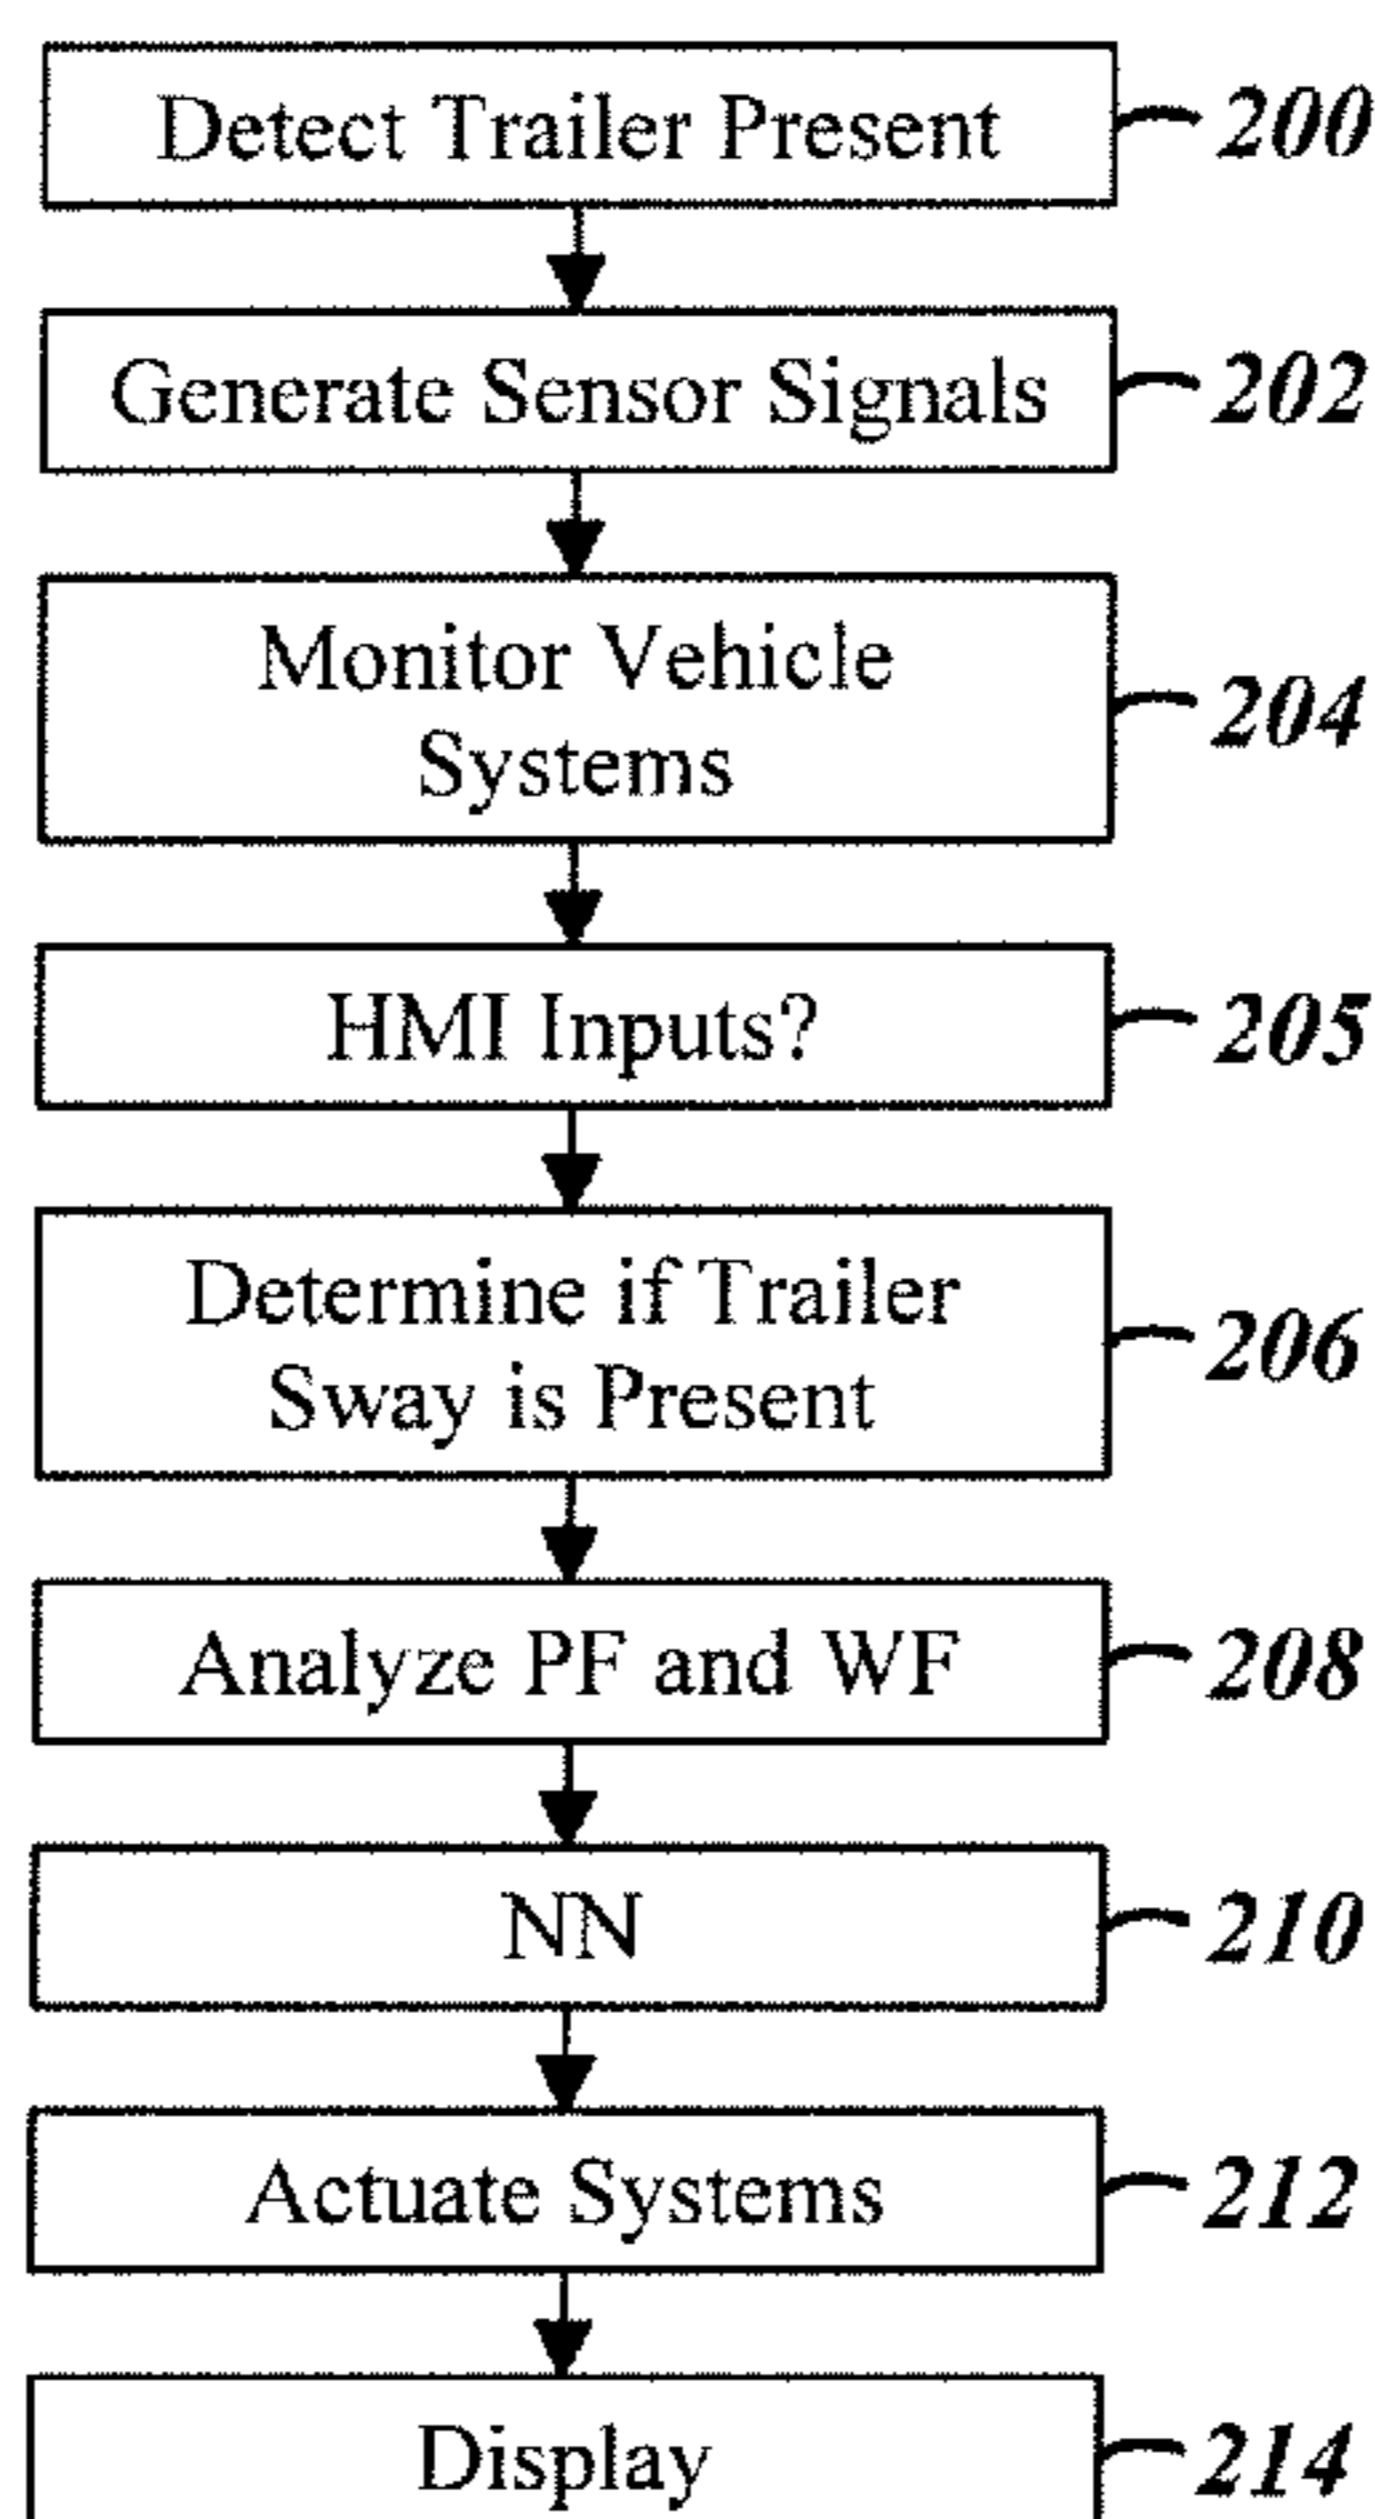 Detect Trailer Present 200
Generate Sensor Signals 202
Monitor Vehicle
Systems
204
HMI Inputs? 205
Determine if Trailer
Sway is Present
206
Analyze PF and WF 208
NN 210
Actuate Systems 212
Display 214